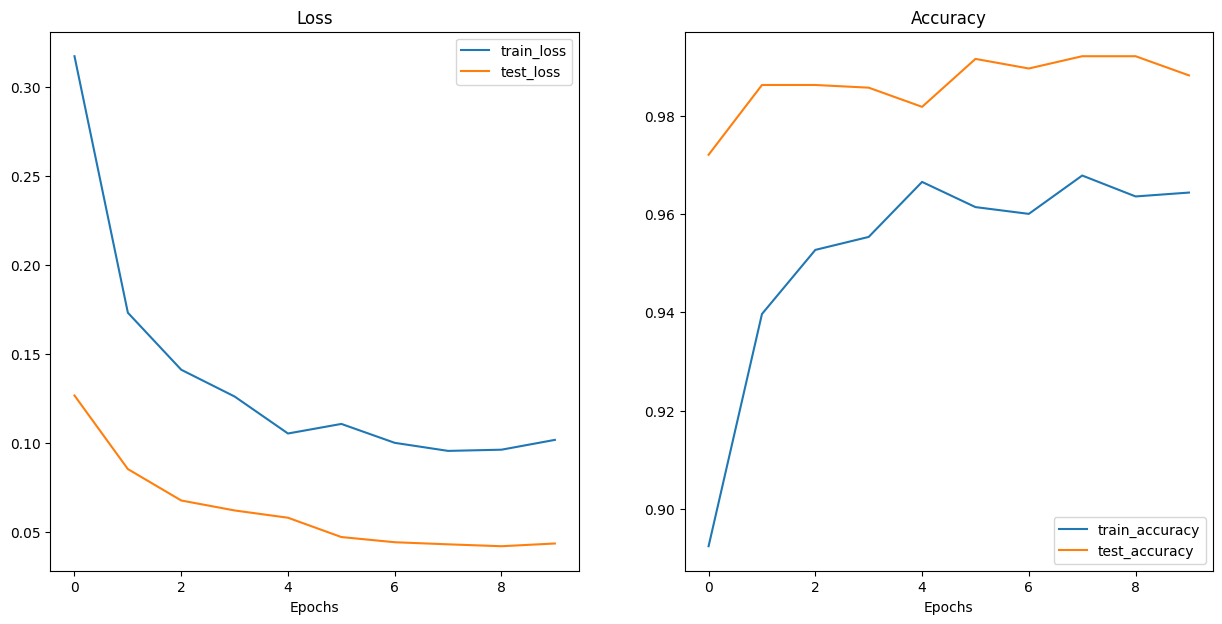 Loss
train_loss
test_loss
0.30
0.25
0.20
0.15
0.10
0.05
0 2 4 6 8
Epochs
Accuracy
0.98
0.96
0.94
0.92
0.90
train_accuracy
test_accuracy
0 2 4 6 8
Epochs